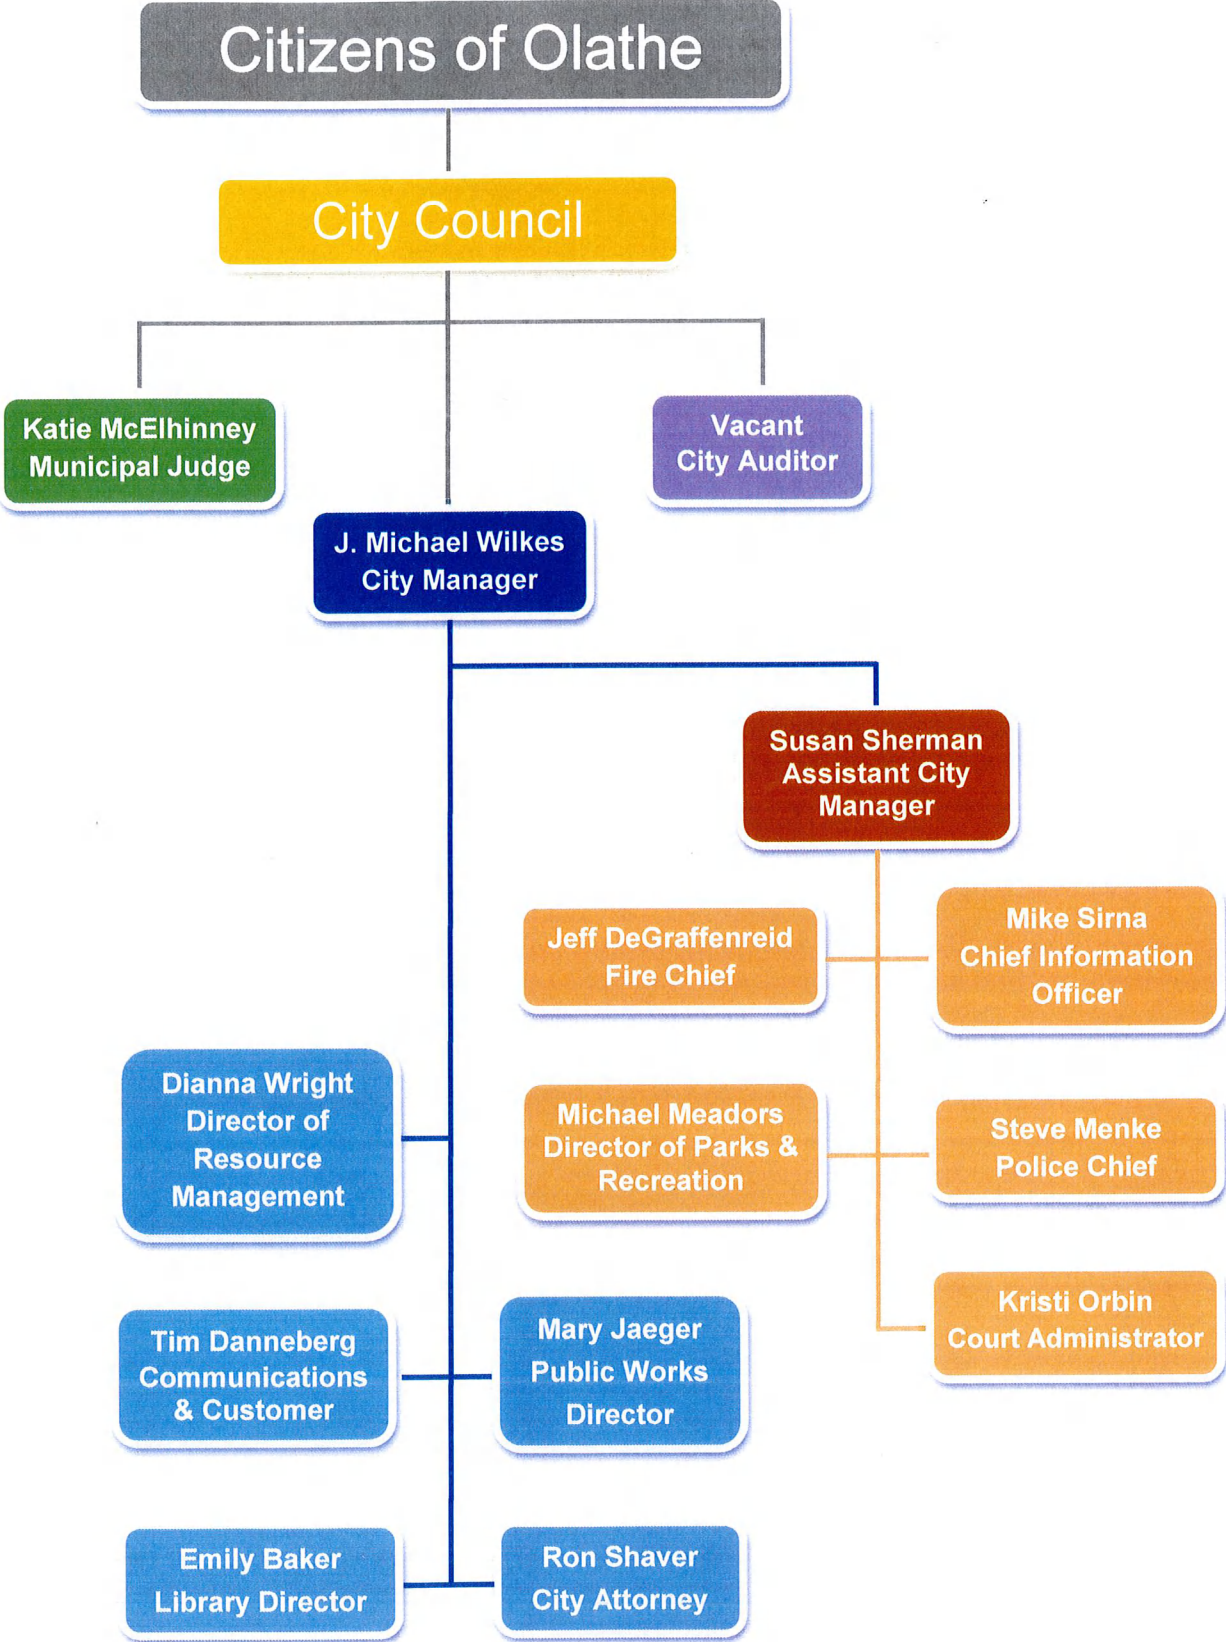 Citizens of Olathe
City Council
Katie McElhinney
Municipal Judge
Vacant
City Auditor
J. Michael Wilkes
City Manager
Susan Sherman
Assistant City
Manager
Jeff DeGraffenreid
Fire Chief
Mike Sirna
Chief Information
Officer
Dianna Wright
Director of
Resource
Management
Michael Meadors
Director of Parks &
Recreation
Steve Menke
Police Chief
Kristi Orbin
Court Administrator
Tim Danneberg
Communications
& Customer
Mary Jaeger
Public Works
Director
Emily Baker
Library Director
Ron Shaver
City Attorney